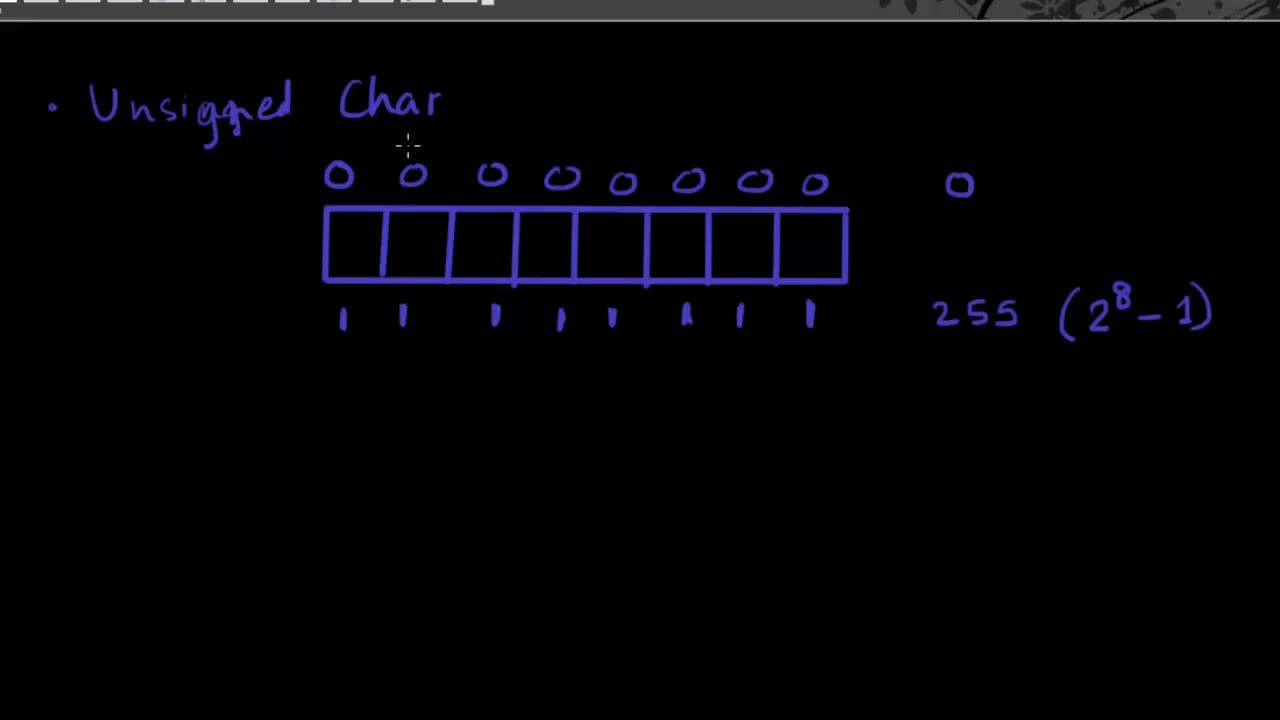 • Unsigned Char
0 0 0 0 0 0 0 0 0
1 1 1 1 1 1 1 1 255 (2⁸ - 1)